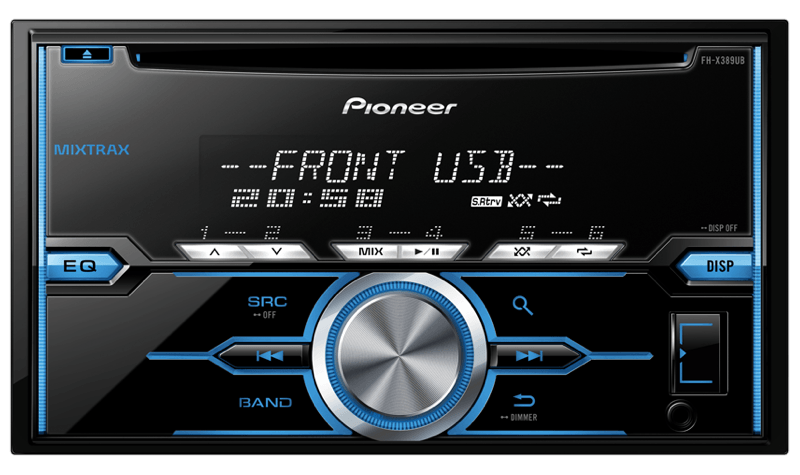 FH-X389UB
Pioneer
MIXTRAX
--FRONT USB--
20:58
S.Rtrv
1 -- 2 3 -- 4 5 -- 6
DISP OFF
MIX
EQ
DISP
SRC
OFF
BAND
DIMMER